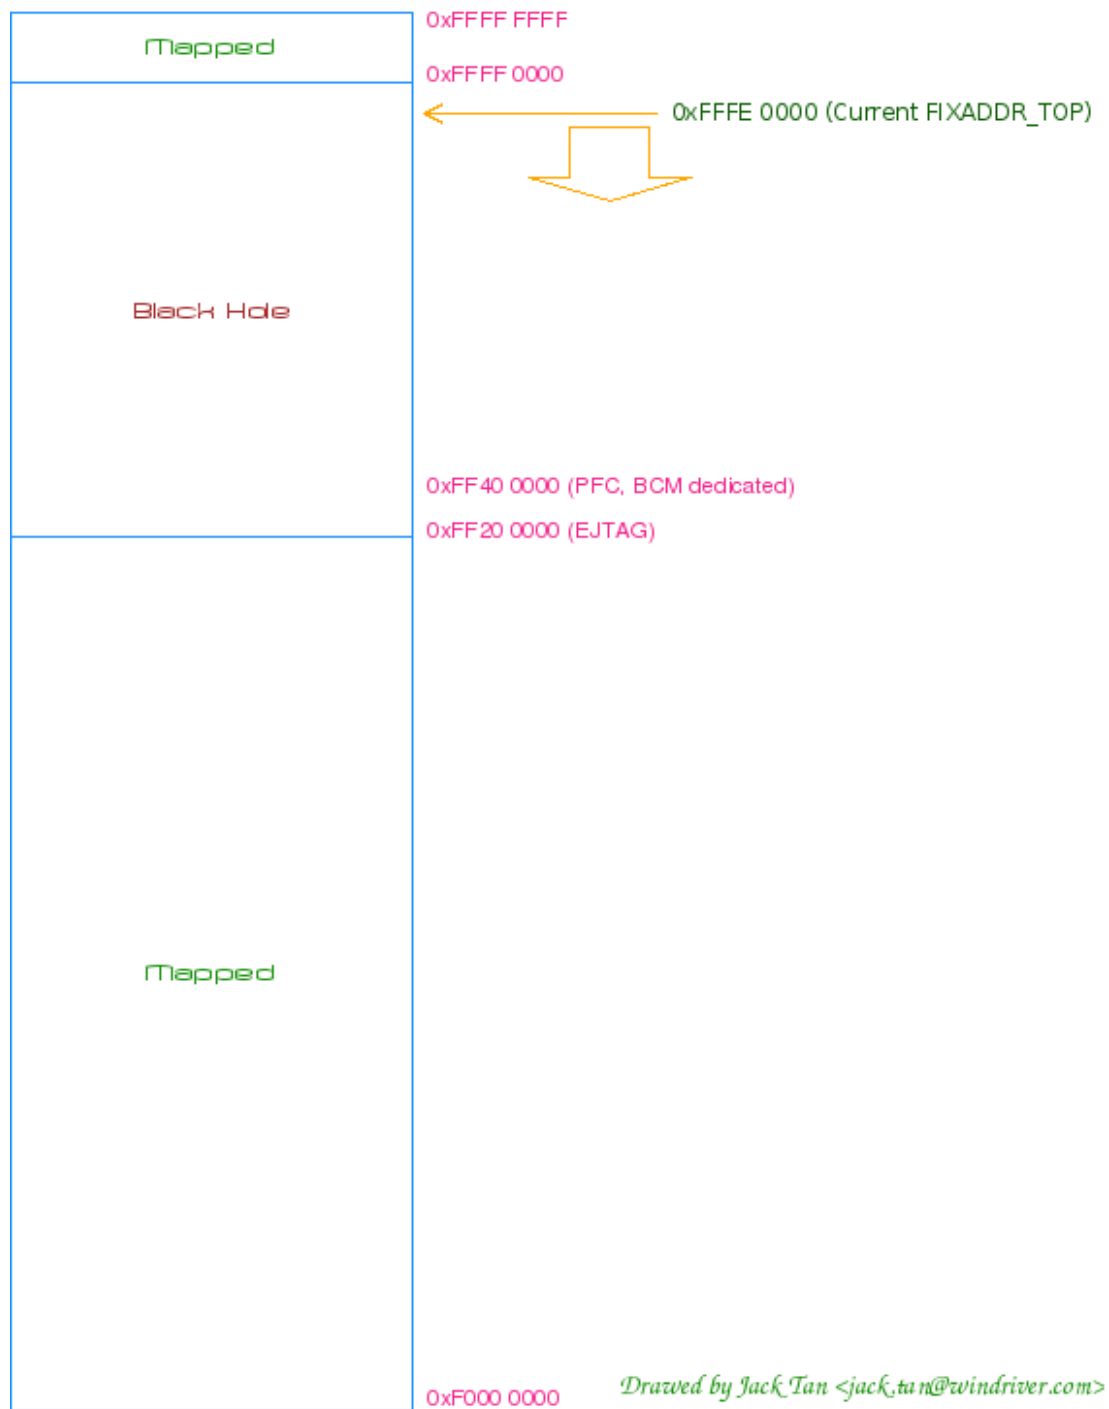 0xFFFF FFFF
Mapped
0xFFFF 0000
0xFFFE 0000 (Current FIXADDR_TOP)
Black Hole
0xFF40 0000 (PFC, BCM dedicated)
0xFF20 0000 (EJTAG)
Mapped
0xF000 0000
Drawed by Jack Tan <jack.tan@windriver.com>